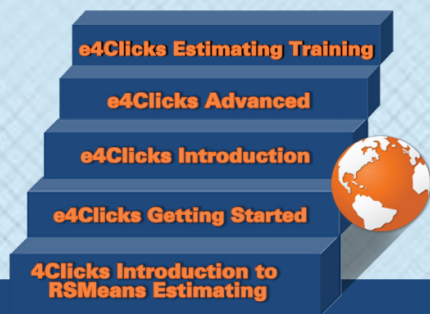 e4Clicks Estimating Training
e4Clicks Advanced
e4Clicks Introduction
e4Clicks Getting Started
4Clicks Introduction to
RSMeans Estimating